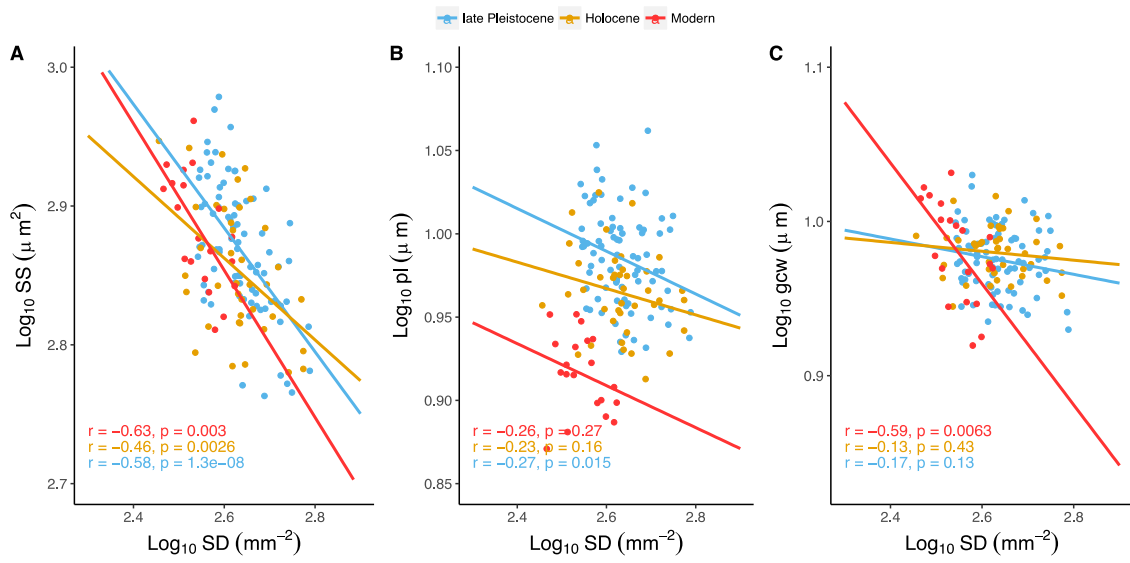 a late Pleistocene a Holocene a Modern
A
B
C
3.0
2.9
2.8
2.7
Log₁₀ SS (μ m²)
r = −0.63, p = 0.003
r = −0.46, p = 0.0026
r = −0.58, p = 1.3e−08
2.4 2.6 2.8
Log₁₀ SD (mm⁻²)
1.10
1.05
1.00
0.95
0.90
0.85
Log₁₀ pl (μ m)
r = −0.26, p = 0.27
r = −0.23, p = 0.16
r = −0.27, p = 0.015
2.4 2.6 2.8
Log₁₀ SD (mm⁻²)
1.1
1.0
0.9
Log₁₀ gcw (μ m)
r = −0.59, p = 0.0063
r = −0.13, p = 0.43
r = −0.17, p = 0.13
2.4 2.6 2.8
Log₁₀ SD (mm⁻²)